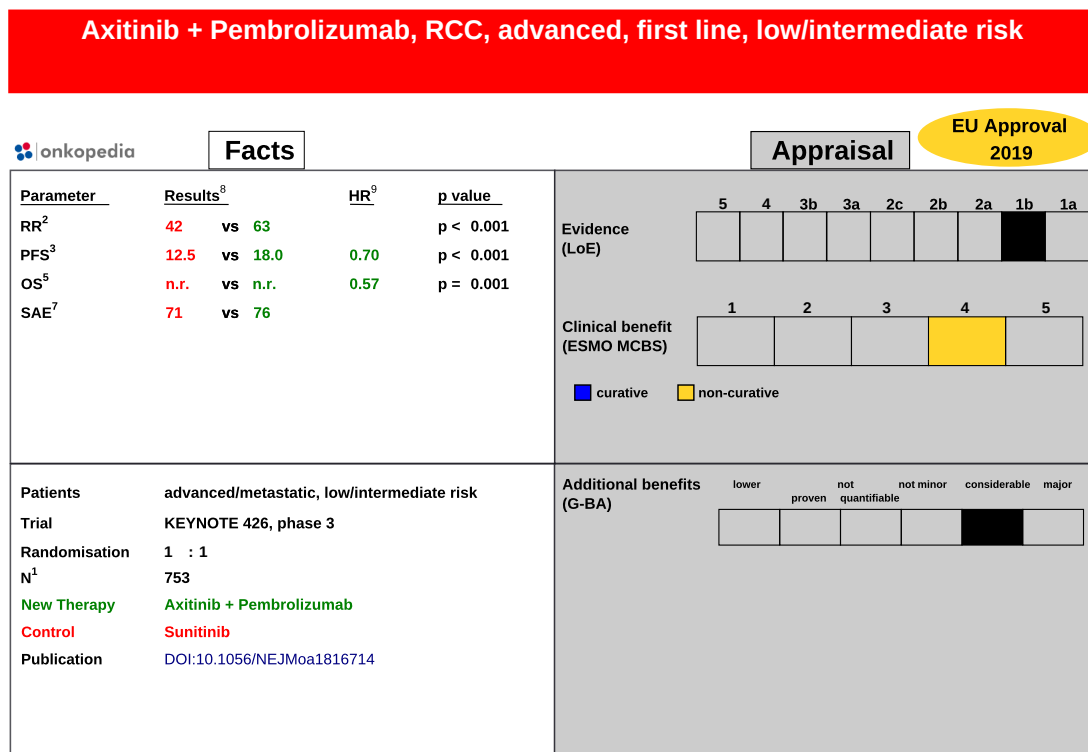 Axitinib + Pembrolizumab, RCC, advanced, first line, low/intermediate risk
onkopedia
Facts
Appraisal
EU Approval
2019
Parameter Results8 HR9 p value
RR2 42 vs 63 p < 0.001
PFS3 12.5 vs 18.0 0.70 p < 0.001
OS5 n.r. vs n.r. 0.57 p = 0.001
SAE7 71 vs 76
5 4 3b 3a 2c 2b 2a 1b 1a
Evidence
(LoE)
1 2 3 4 5
Clinical benefit
(ESMO MCBS)
curative non-curative
Patients advanced/metastatic, low/intermediate risk
Trial KEYNOTE 426, phase 3
Randomisation 1 : 1
N1 753
New Therapy Axitinib + Pembrolizumab
Control Sunitinib
Publication DOI:10.1056/NEJMoa1816714
Additional benefits
(G-BA)
lower not not minor considerable major
proven quantifiable